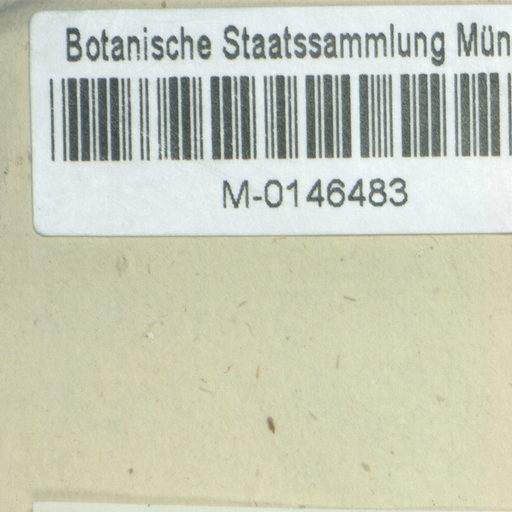 Botanische Staatssammlung Mün
M-0146483